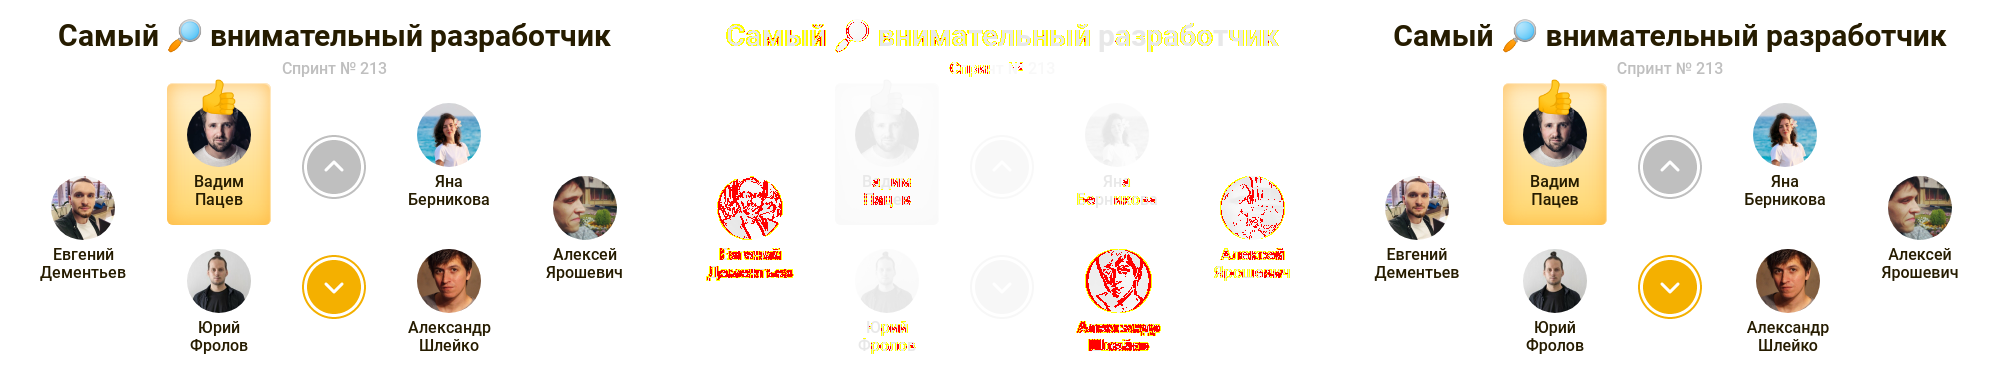 Самый внимательный разработчик
Спринт № 213
Вадим
Пацев
Яна
Берникова
Евгений
Дементьев
Алексей
Ярошевич
Юрий
Фролов
Александр
Шлейко
Самый внимательный разработчик
Спринт № 213
Вадим
Пацев
Яна
Берникова
Евгений
Дементьев
Алексей
Ярошевич
Юрий
Фролов
Александр
Шлейко
Самый внимательный разработчик
Спринт № 213
Вадим
Пацев
Яна
Берникова
Евгений
Дементьев
Алексей
Ярошевич
Юрий
Фролов
Александр
Шлейко